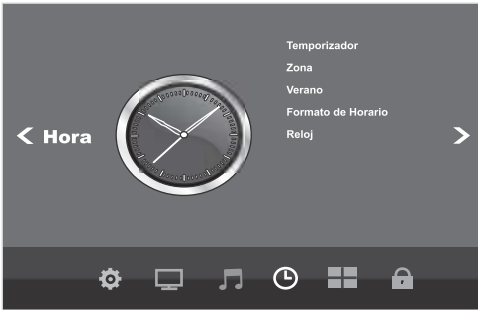 Temporizador
Zona
Verano
Formato de Horario
Reloj
Hora